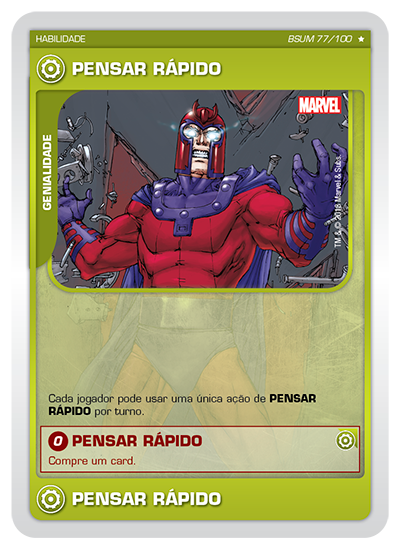 HABILIDADE
BSUM 77/100 ★
PENSAR RÁPIDO
MARVEL
GENIALIDADE
TM & © 2018 Marvel & Subs.
Cada jogador pode usar uma única ação de PENSAR
RÁPIDO por turno.
0 PENSAR RÁPIDO
Compre um card.
PENSAR RÁPIDO